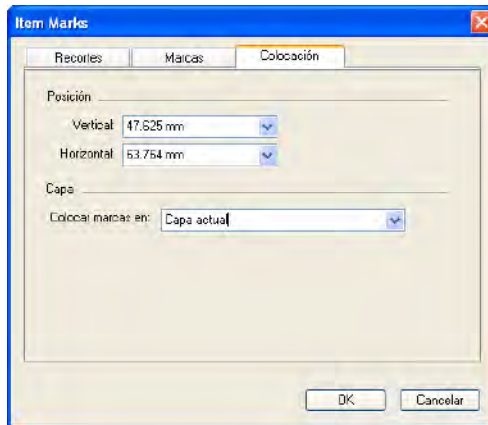 Item Marks
Recortes Marcas Colocación
Posición
Vertical: 47.625 mm
Horizontal: 63.764 mm
Capa
Colocar marcas en: Capa actual
OK Cancelar